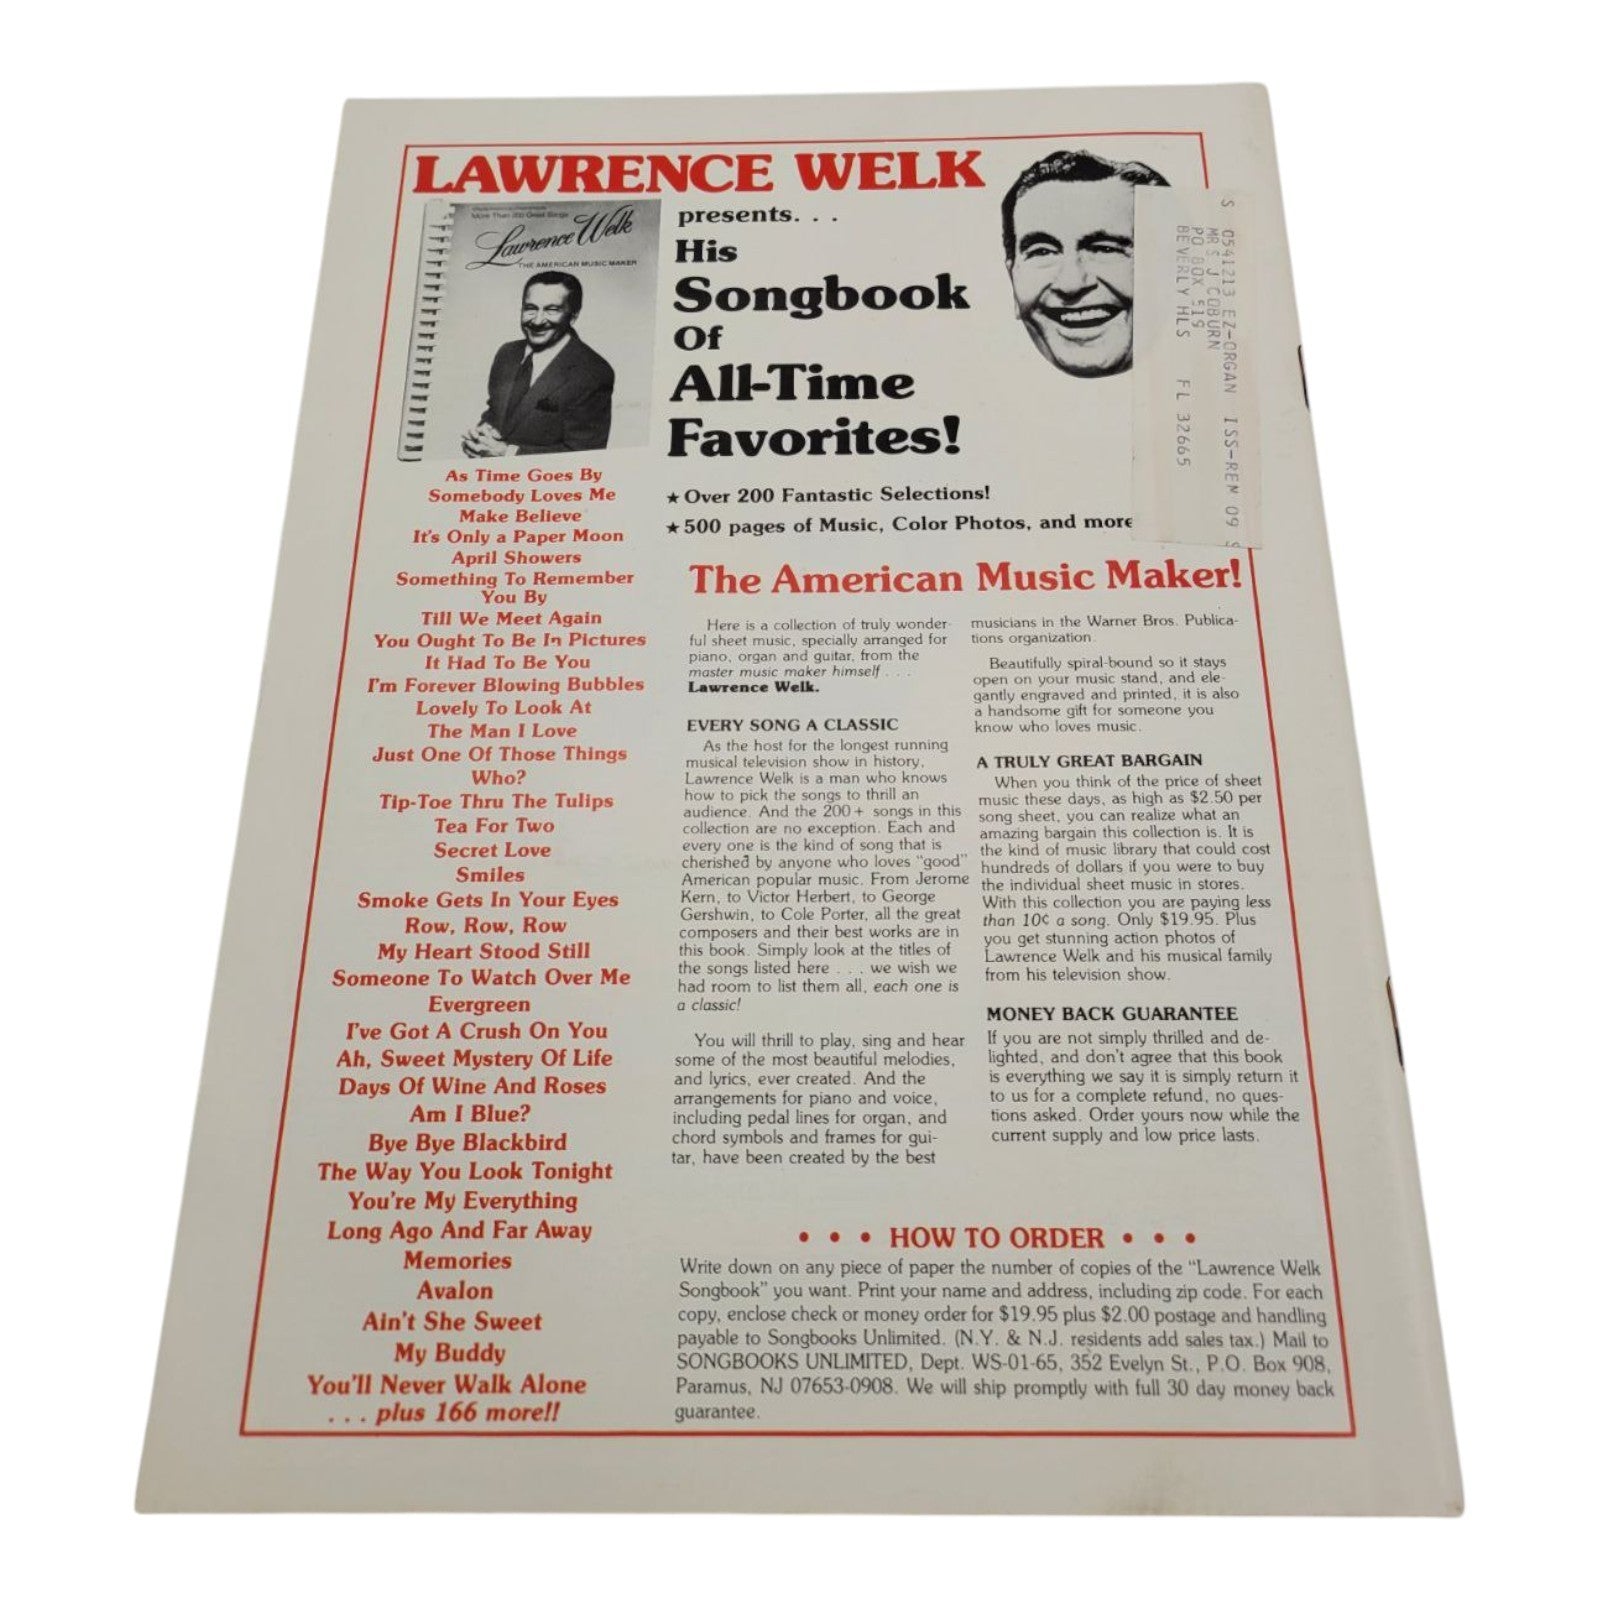 LAWRENCE WELK
More Than 200 Great Songs
Lawrence Welk
THE AMERICAN MUSIC MAKER
presents. . .
His
Songbook
Of
All-Time
Favorites!
★ Over 200 Fantastic Selections!
★ 500 pages of Music, Color Photos, and more
S 0541213 EZ-ORGAN ISS-REM 09
MRS J COBURN
PO BOX 519
BEVERLY HLS FL 32665
As Time Goes By
Somebody Loves Me
Make Believe
It's Only a Paper Moon
April Showers
Something To Remember
You By
Till We Meet Again
You Ought To Be In Pictures
It Had To Be You
I'm Forever Blowing Bubbles
Lovely To Look At
The Man I Love
Just One Of Those Things
Who?
Tip-Toe Thru The Tulips
Tea For Two
Secret Love
Smiles
Smoke Gets In Your Eyes
Row, Row, Row
My Heart Stood Still
Someone To Watch Over Me
Evergreen
I've Got A Crush On You
Ah, Sweet Mystery Of Life
Days Of Wine And Roses
Am I Blue?
Bye Bye Blackbird
The Way You Look Tonight
You're My Everything
Long Ago And Far Away
Memories
Avalon
Ain't She Sweet
My Buddy
You'll Never Walk Alone
. . . plus 166 more!!
The American Music Maker!
Here is a collection of truly wonder-
ful sheet music, specially arranged for
piano, organ and guitar, from the
master music maker himself . . .
Lawrence Welk.
EVERY SONG A CLASSIC
As the host for the longest running
musical television show in history,
Lawrence Welk is a man who knows
how to pick the songs to thrill an
audience. And the 200+ songs in this
collection are no exception. Each and
every one is the kind of song that is
cherished by anyone who loves "good"
American popular music. From Jerome
Kern, to Victor Herbert, to George
Gershwin, to Cole Porter, all the great
composers and their best works are in
this book. Simply look at the titles of
the songs listed here . . . we wish we
had room to list them all, each one is
a classic!
You will thrill to play, sing and hear
some of the most beautiful melodies,
and lyrics, ever created. And the
arrangements for piano and voice,
including pedal lines for organ, and
chord symbols and frames for gui-
tar, have been created by the best
musicians in the Warner Bros. Publica-
tions organization.
Beautifully spiral-bound so it stays
open on your music stand, and ele-
gantly engraved and printed, it is also
a handsome gift for someone you
know who loves music.
A TRULY GREAT BARGAIN
When you think of the price of sheet
music these days, as high as $2.50 per
song sheet, you can realize what an
amazing bargain this collection is. It is
the kind of music library that could cost
hundreds of dollars if you were to buy
the individual sheet music in stores.
With this collection you are paying less
than 10¢ a song. Only $19.95. Plus
you get stunning action photos of
Lawrence Welk and his musical family
from his television show.
MONEY BACK GUARANTEE
If you are not simply thrilled and de-
lighted, and don't agree that this book
is everything we say it is simply return it
to us for a complete refund, no ques-
tions asked. Order yours now while the
current supply and low price lasts.
• • • HOW TO ORDER • • •
Write down on any piece of paper the number of copies of the "Lawrence Welk
Songbook" you want. Print your name and address, including zip code. For each
copy, enclose check or money order for $19.95 plus $2.00 postage and handling
payable to Songbooks Unlimited. (N.Y. & N.J. residents add sales tax.) Mail to
SONGBOOKS UNLIMITED, Dept. WS-01-65, 352 Evelyn St., P.O. Box 908,
Paramus, NJ 07653-0908. We will ship promptly with full 30 day money back
guarantee.